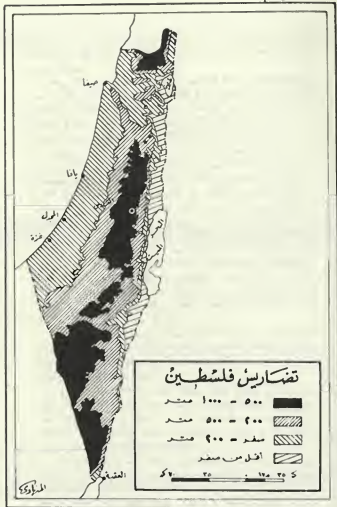 حيفا
يافا
المجدل
غزة
القدس
البحر
الميت
العقبة
تضاريس فلسطين
٥٠٠ - ١٠٠٠ متر
٢٠٠ - ٥٠٠ متر
صفر - ٢٠٠ متر
أقل من صفر